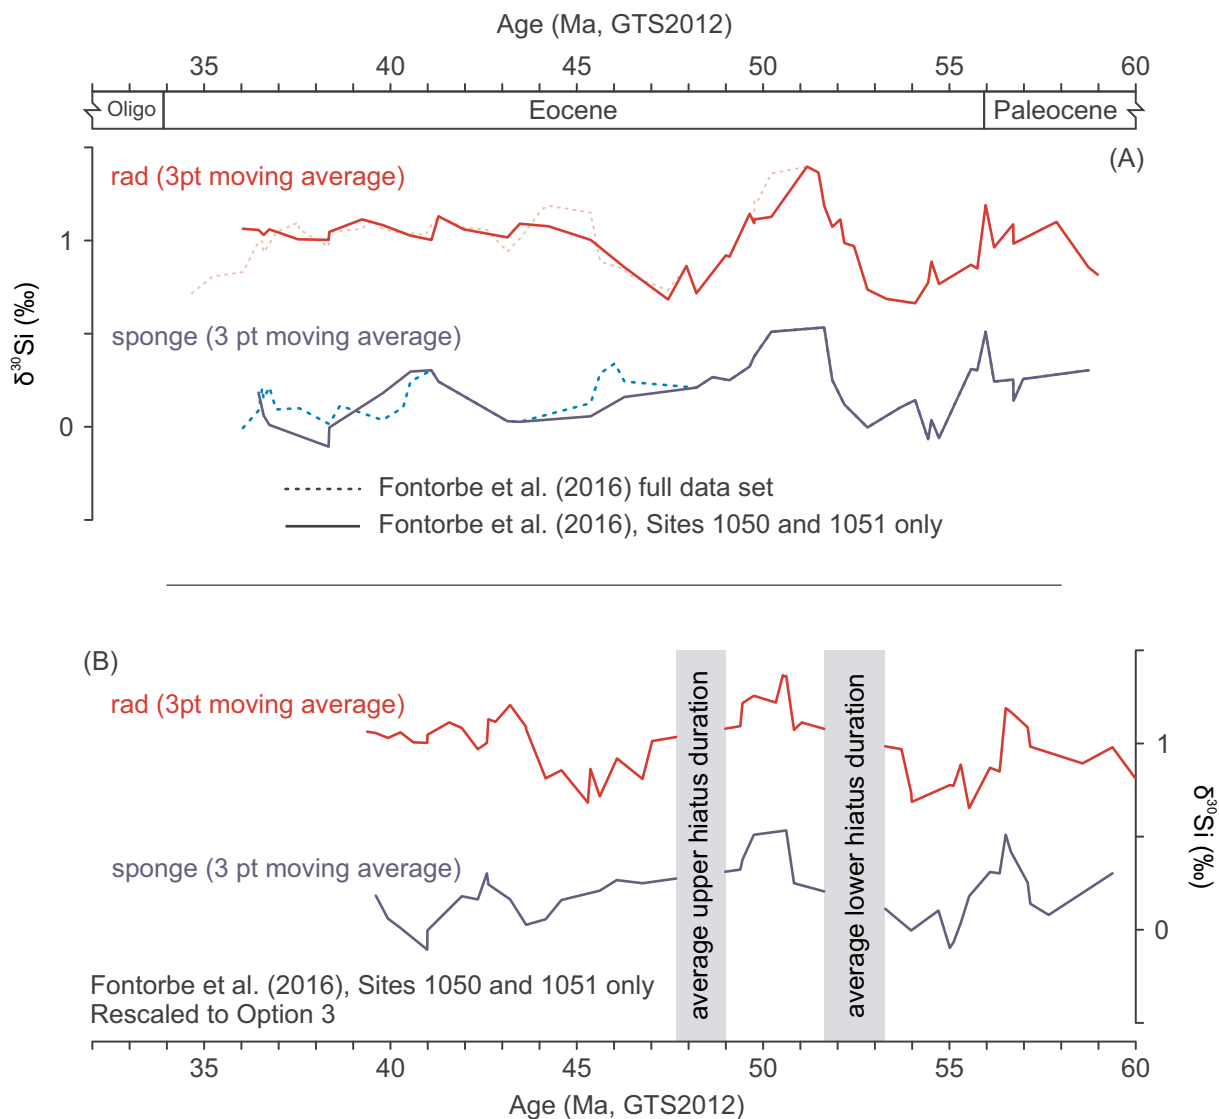 Age (Ma, GTS2012)
35 40 45 50 55 60
Oligo Eocene Paleocene
(A)
rad (3pt moving average)
1
sponge (3 pt moving average)
0
δ³⁰Si (‰)
Fontorbe et al. (2016) full data set
Fontorbe et al. (2016), Sites 1050 and 1051 only
(B)
rad (3pt moving average)
average upper hiatus duration
average lower hiatus duration
1
sponge (3 pt moving average)
δ³⁰Si (‰)
0
Fontorbe et al. (2016), Sites 1050 and 1051 only
Rescaled to Option 3
35 40 45 50 55 60
Age (Ma, GTS2012)